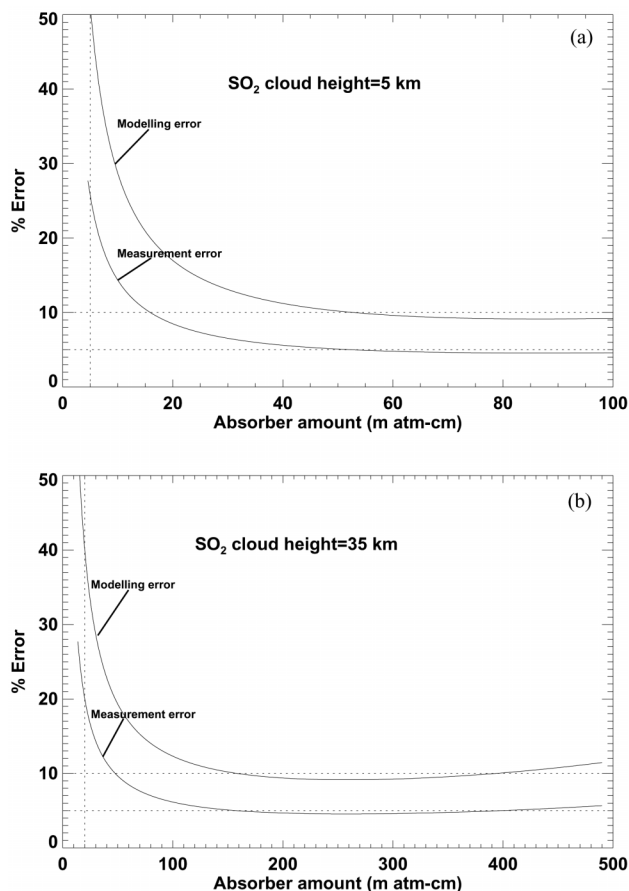 50
(a)
SO₂ cloud height=5 km
40
Modelling error
30
% Error
20
Measurement error
10
0
0 20 40 60 80 100
Absorber amount (m atm-cm)
50
(b)
SO₂ cloud height=35 km
40
Modelling error
30
% Error
20
Measurement error
10
0
0 100 200 300 400 500
Absorber amount (m atm-cm)